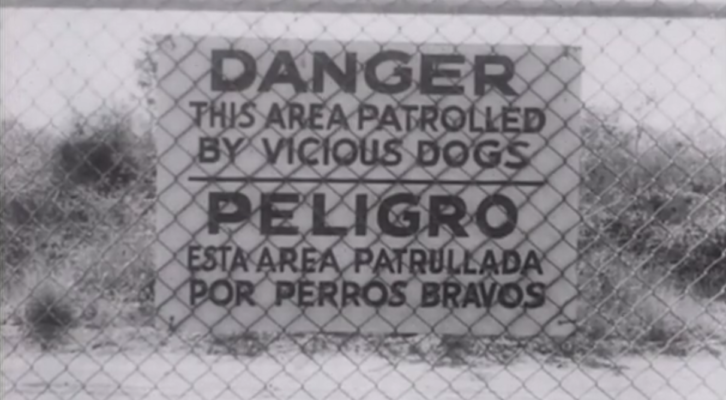 DANGER
THIS AREA PATROLLED
BY VICIOUS DOGS
PELIGRO
ESTA AREA PATRULLADA
POR PERROS BRAVOS